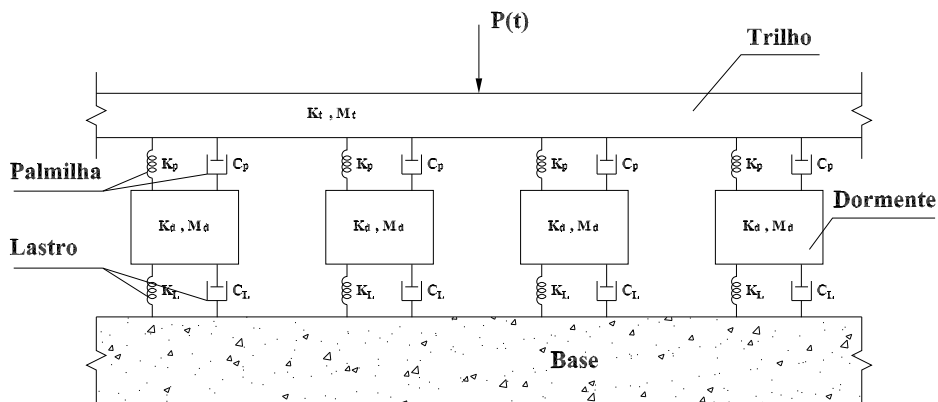 P(t)
Trilho
Kt , Mt
Kp Cp Kp Cp Kp Cp Kp Cp
Palmilha
Kd , Md Kd , Md Kd , Md Kd , Md
Dormente
Lastro
KL CL KL CL KL CL KL CL
Base